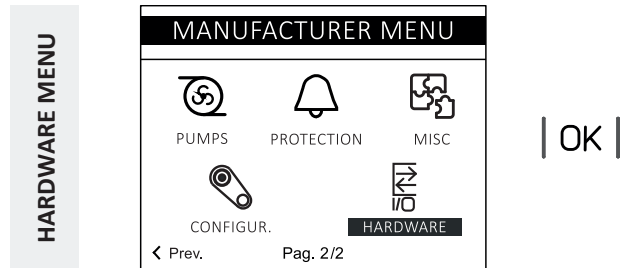 HARDWARE MENU
MANUFACTURER MENU
PUMPS PROTECTION MISC
I/O
CONFIGUR. HARDWARE
Prev. Pag. 2/2
OK